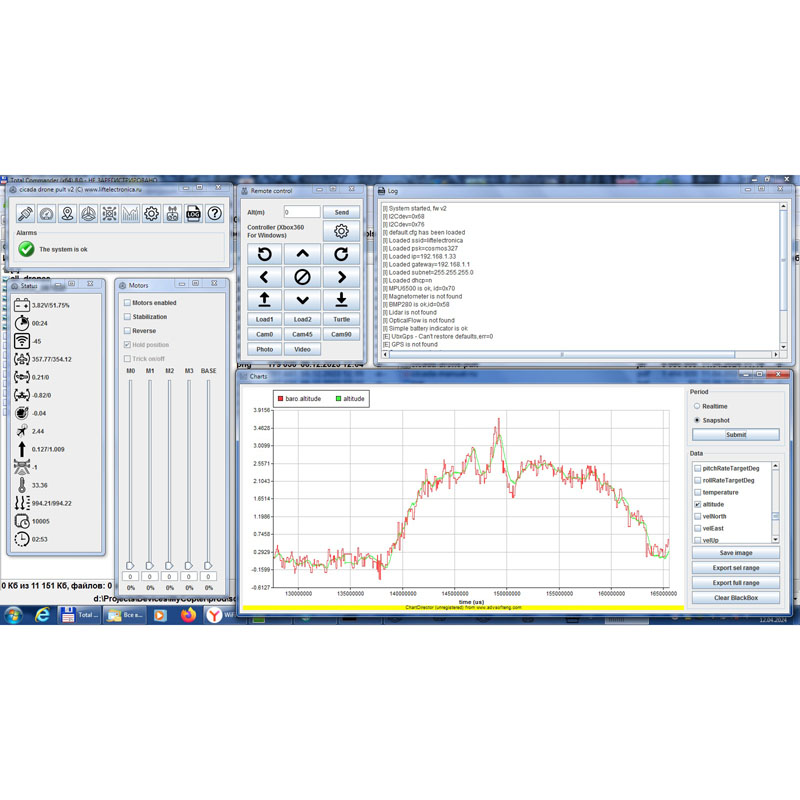 Total Commander (x64) 8.0 - НЕ ЗАРЕГИСТРИРОВАНО
cicada drone pult v2 (C) www.liftelectronica.ru
LOG
Alarms
The system is ok
Status
3.82V/51.75%
00:24
-45
357.77/354.12
0.21/0
-0.82/0
-0.04
2.44
0.127/1.009
-1
33.36
994.21/994.22
10005
02:53
Motors
Motors enabled
Stabilization
Reverse
Hold position
Trick on/off
M0 M1 M2 M3 BASE
0 0 0 0 0
0% 0% 0% 0% 0%
Remote control
Alt(m) 0 Send
Controller (Xbox360
For Windows)
Load1 Load2 Turtle
Cam0 Cam45 Cam90
Photo Video
Log
[I] System started, fw v2
[I] I2Cdev=0x68
[I] I2Cdev=0x76
[I] default.cfg has been loaded
[I] Loaded ssid=liftelectronica
[I] Loaded psk=cosmos327
[I] Loaded ip=192.168.1.33
[I] Loaded gateway=192.168.1.1
[I] Loaded subnet=255.255.255.0
[I] Loaded dhcp=n
[I] MPU6500 is ok, id=0x70
[I] Magnetometer is not found
[I] BMP280 is ok,id=0x58
[I] Lidar is not found
[I] OpticalFlow is not found
[I] Simple battery indicator is ok
[E] UbxGps - Can't restore defaults,err=0
[E] GPS is not found
Charts
baro altitude altitude
3.9156
3.4628
3.0099
2.5571
2.1043
1.6514
1.1986
0.7458
0.2929
-0.1599
-0.6127
130000000 135000000 140000000 145000000 150000000 155000000 160000000 165000000
time (us)
ChartDirector (unregistered) from www.advsofteng.com
Period
Realtime
Snapshot
Submit
Data
pitchRateTargetDeg
rollRateTargetDeg
temperature
altitude
velNorth
velEast
velUp
Save image
Export sel range
Export full range
Clear BlackBox
0 Кб из 11 151 Кб, файлов: 0
d:\Projects\Devices\MyCopter\prod\sc
Total ...
Все в...
WiF
12.04.2024